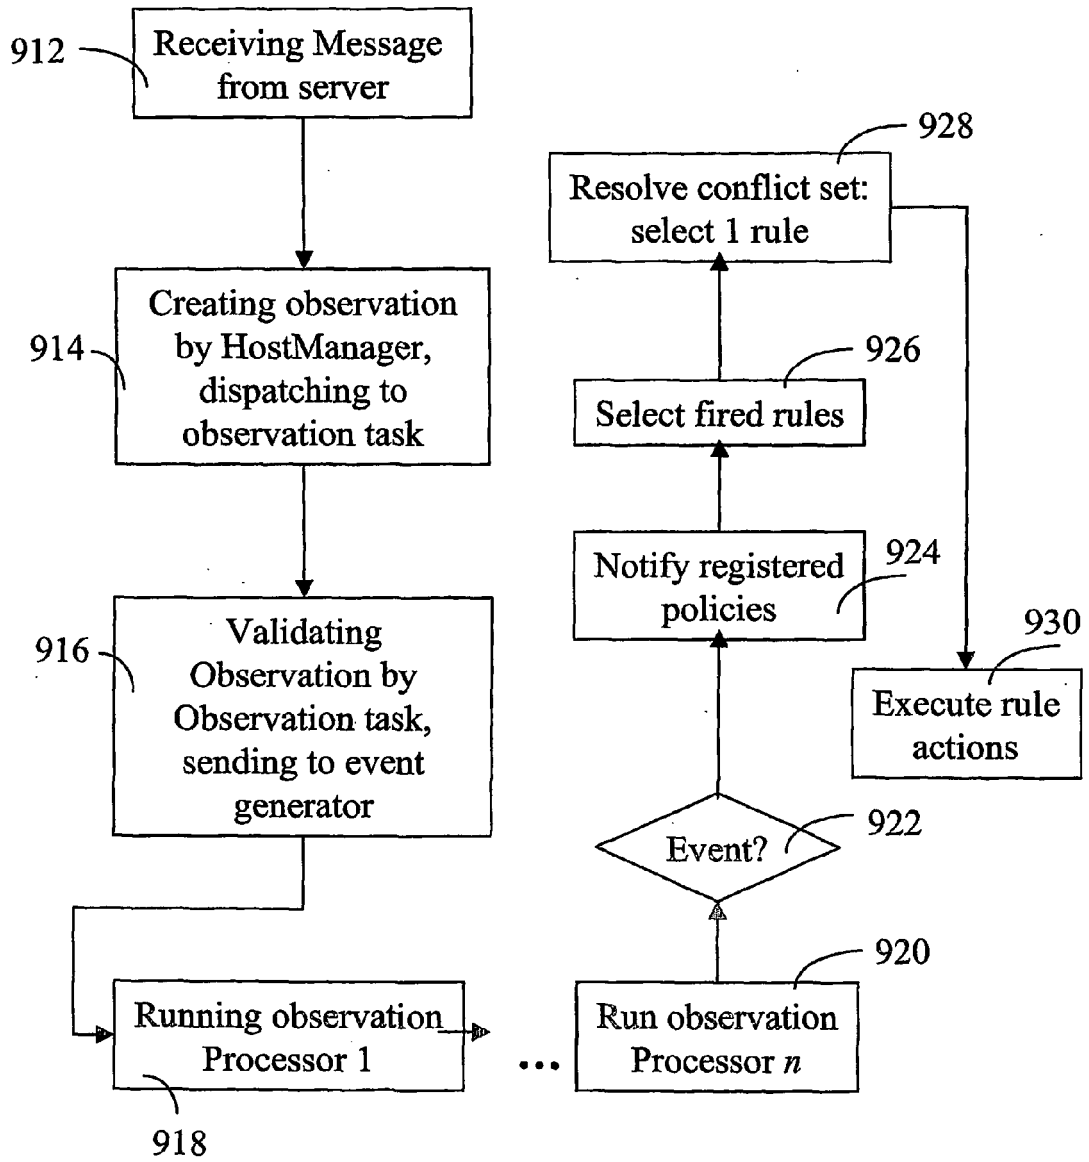 912
Receiving Message
from server
914
Creating observation
by HostManager,
dispatching to
observation task
916
Validating
Observation by
Observation task,
sending to event
generator
Running observation
Processor 1
918
...
920
Run observation
Processor n
922
Event?
924
Notify registered
policies
926
Select fired rules
928
Resolve conflict set:
select 1 rule
930
Execute rule
actions